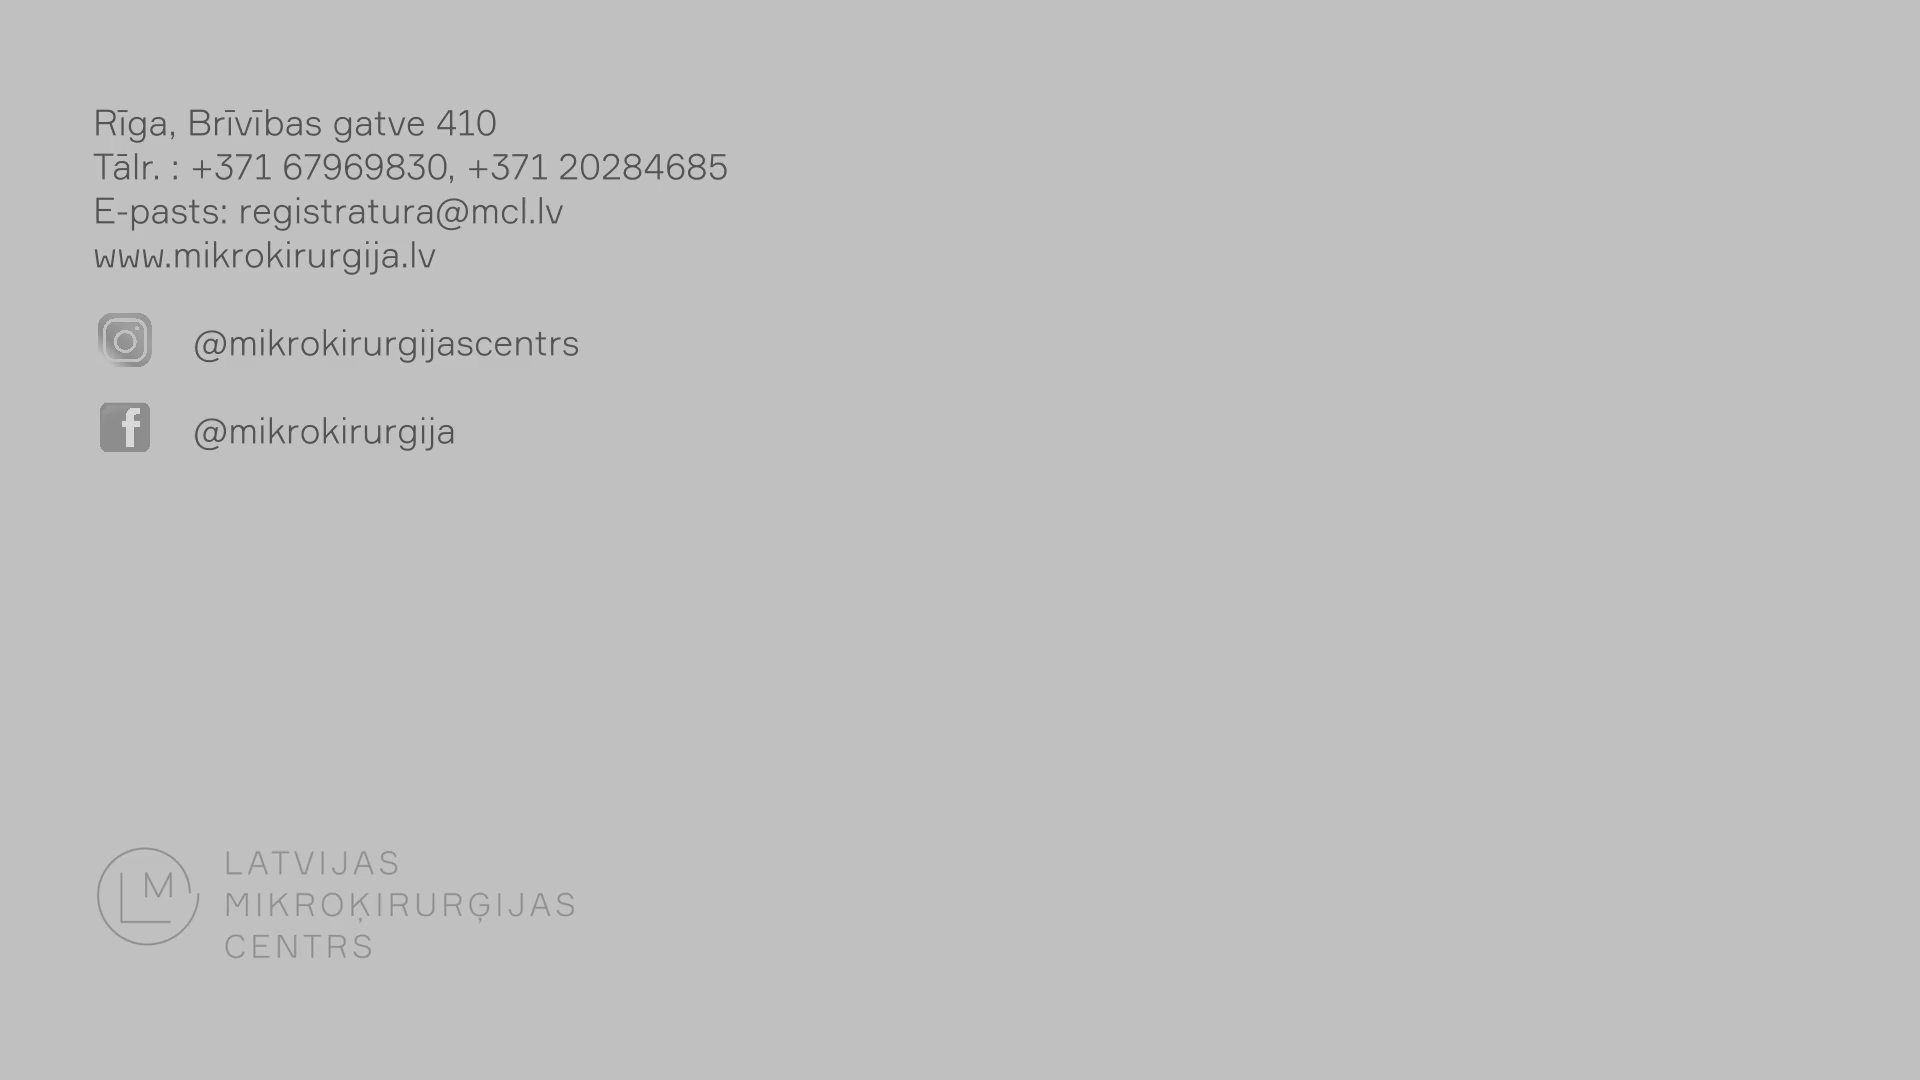 Rīga, Brīvības gatve 410
Tālr. : +371 67969830, +371 20284685
E-pasts: registratura@mcl.lv
www.mikrokirurgija.lv
@mikrokirurgijascentrs
f
@mikrokirurgija
LM
LATVIJAS
MIKROĶIRURĢIJAS
CENTRS